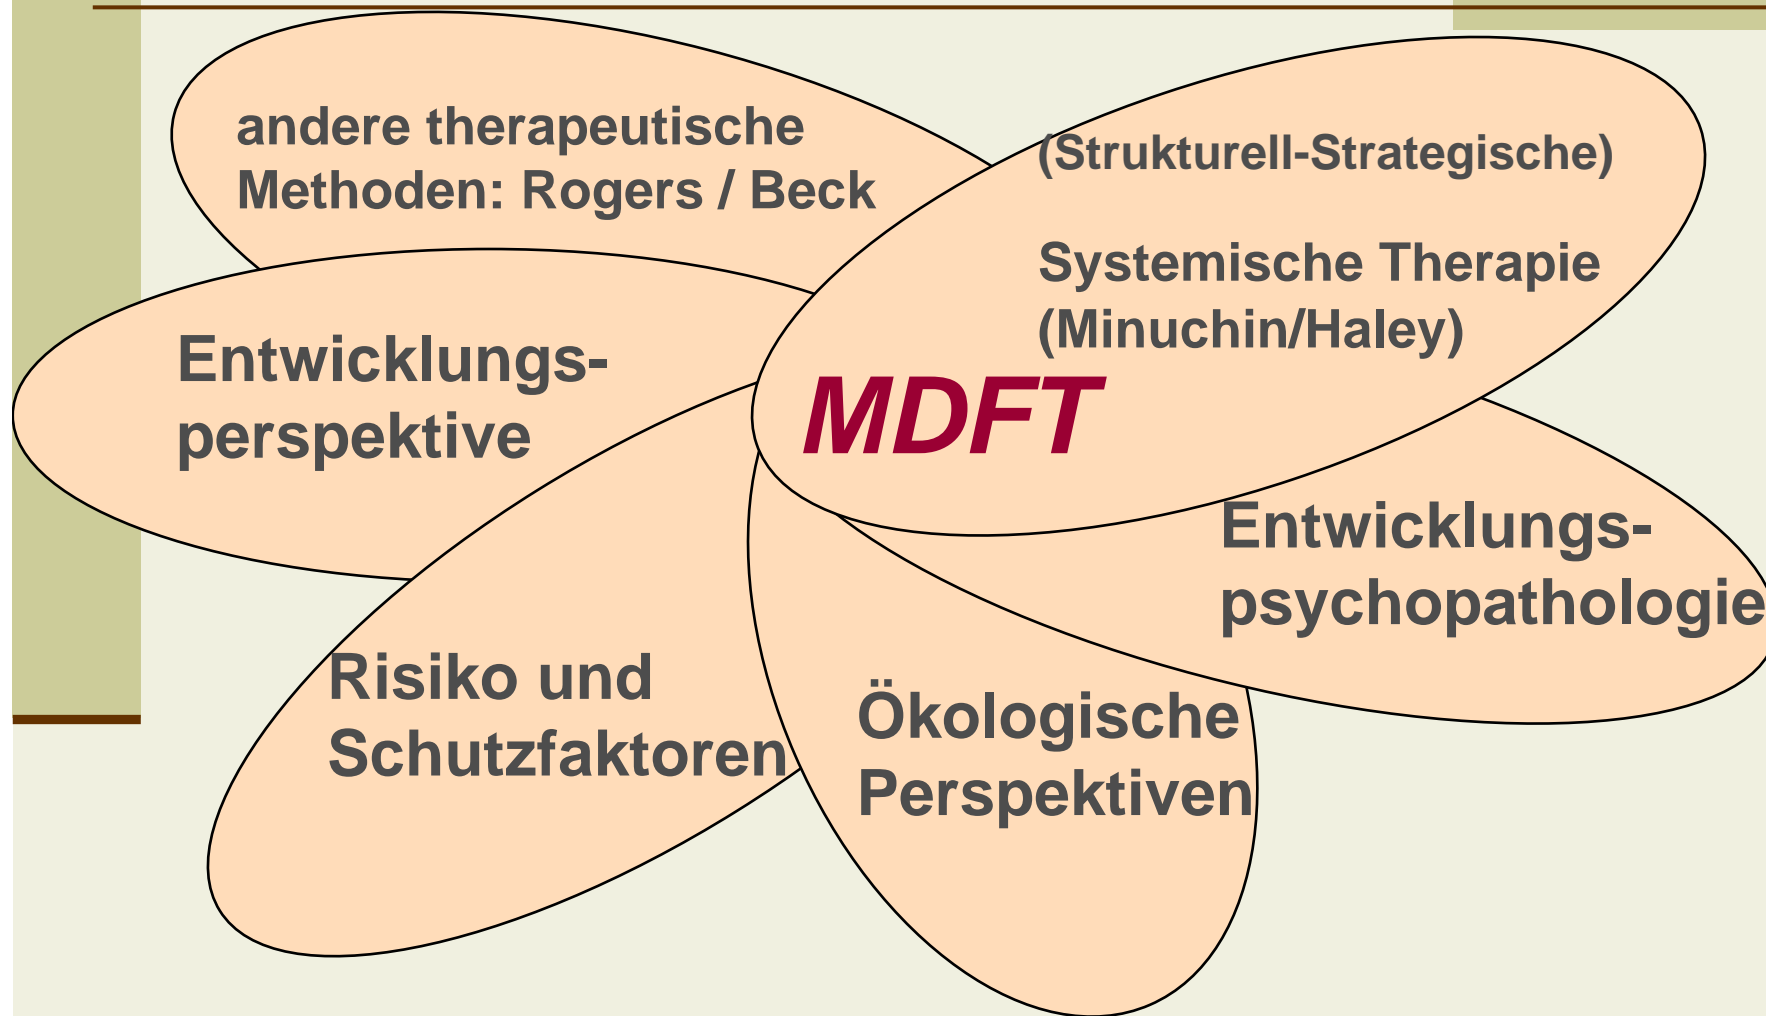 andere therapeutische
Methoden: Rogers / Beck
(Strukturell-Strategische)
Systemische Therapie
(Minuchin/Haley)
Entwicklungs-
perspektive
MDFT
Entwicklungs-
psychopathologie
Risiko und
Schutzfaktoren
Ökologische
Perspektiven